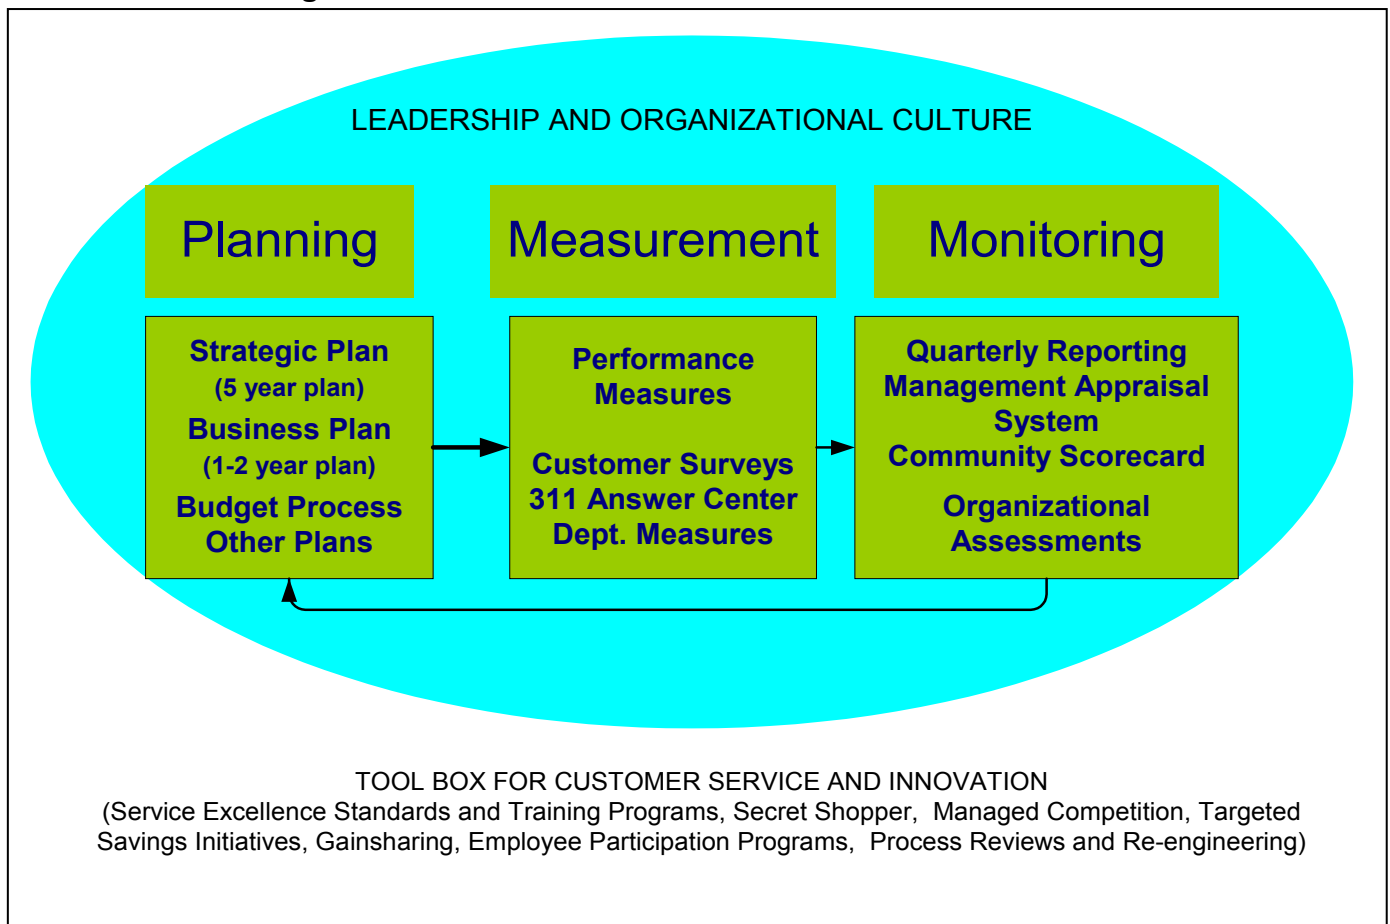 LEADERSHIP AND ORGANIZATIONAL CULTURE
Planning
Measurement
Monitoring
Strategic Plan
(5 year plan)
Business Plan
(1-2 year plan)
Budget Process
Other Plans
Performance
Measures
Customer Surveys
311 Answer Center
Dept. Measures
Quarterly Reporting
Management Appraisal
System
Community Scorecard
Organizational
Assessments
TOOL BOX FOR CUSTOMER SERVICE AND INNOVATION
(Service Excellence Standards and Training Programs, Secret Shopper,  Managed Competition, Targeted
Savings Initiatives, Gainsharing, Employee Participation Programs,  Process Reviews and Re-engineering)